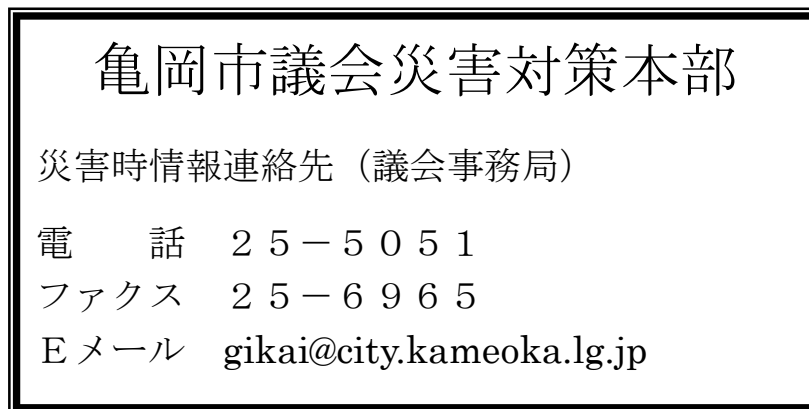 亀岡市議会災害対策本部
災害時情報連絡先（議会事務局）
電　　話　２５－５０５１
ファクス　２５－６９６５
Ｅメール　gikai@city.kameoka.lg.jp